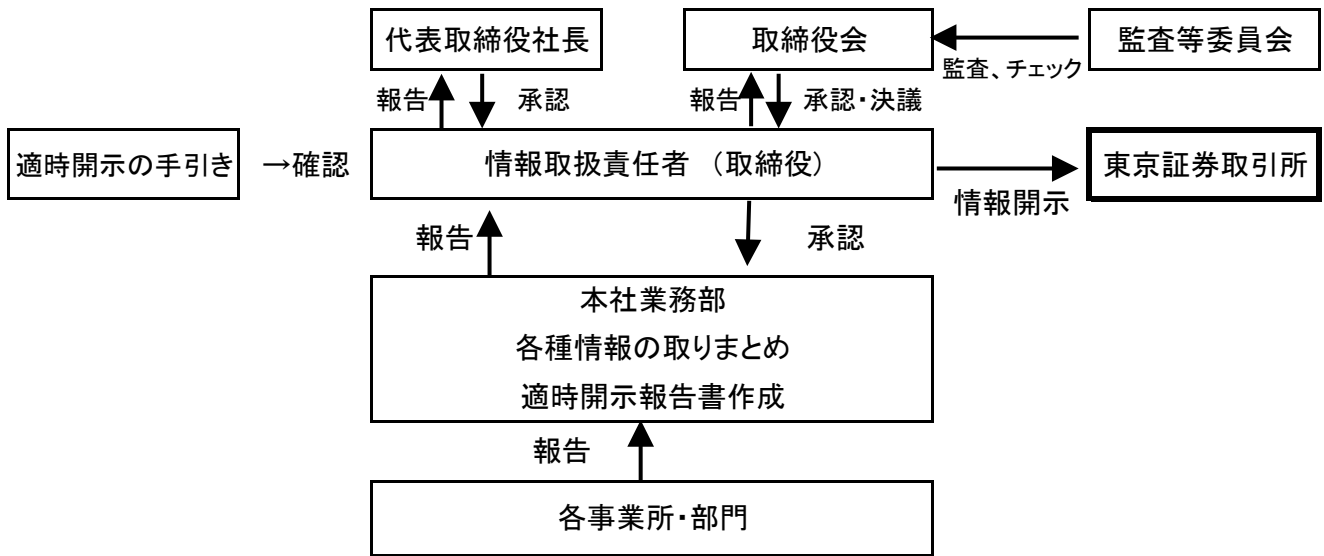 代表取締役社長
取締役会
監査等委員会
監査、チェック
報告
承認
報告
承認・決議
適時開示の手引き
→確認
情報取扱責任者 （取締役）
東京証券取引所
情報開示
報告
承認
本社業務部
各種情報の取りまとめ
適時開示報告書作成
報告
各事業所・部門